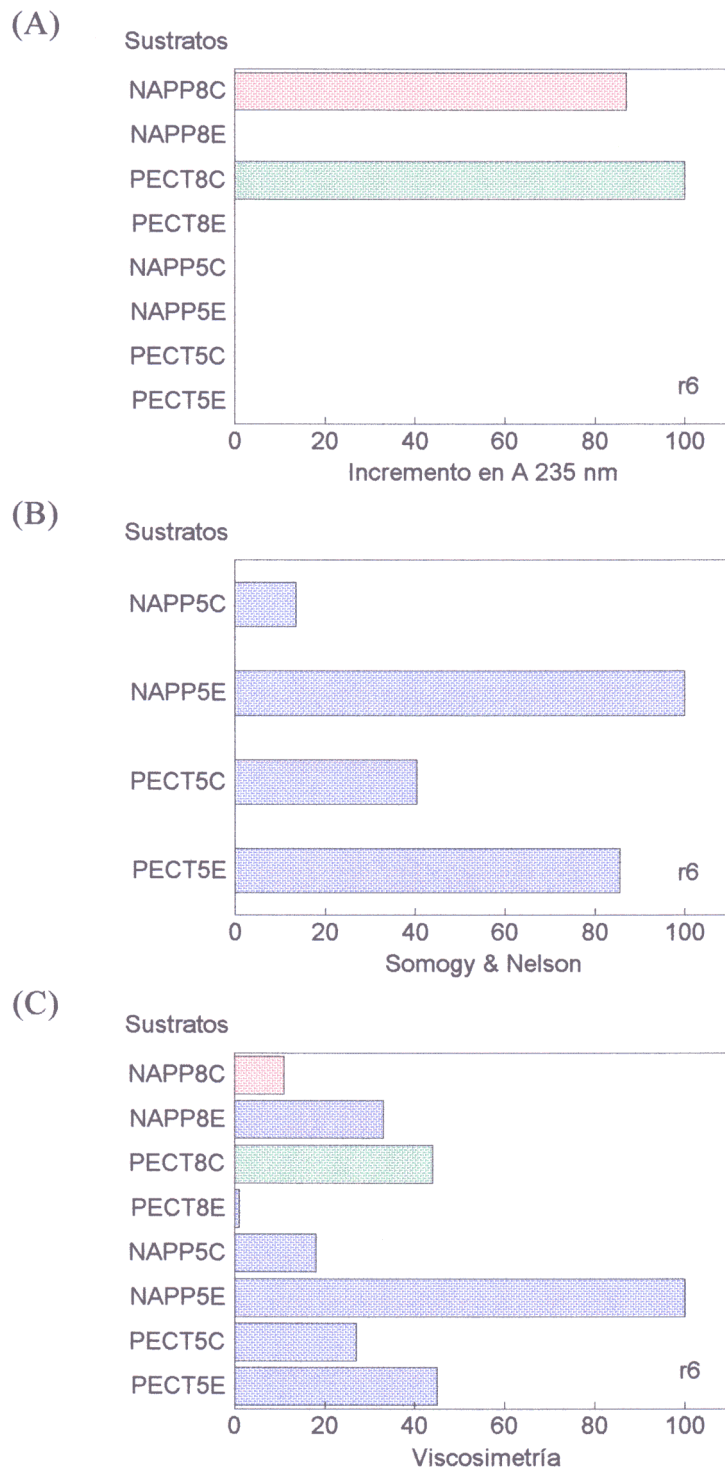 (A)
Sustratos
NAPP8C
NAPP8E
PECT8C
PECT8E
NAPP5C
NAPP5E
PECT5C
PECT5E
r6
0 20 40 60 80 100
Incremento en A 235 nm
(B)
Sustratos
NAPP5C
NAPP5E
PECT5C
PECT5E
r6
0 20 40 60 80 100
Somogy & Nelson
(C)
Sustratos
NAPP8C
NAPP8E
PECT8C
PECT8E
NAPP5C
NAPP5E
PECT5C
PECT5E
r6
0 20 40 60 80 100
Viscosimetría